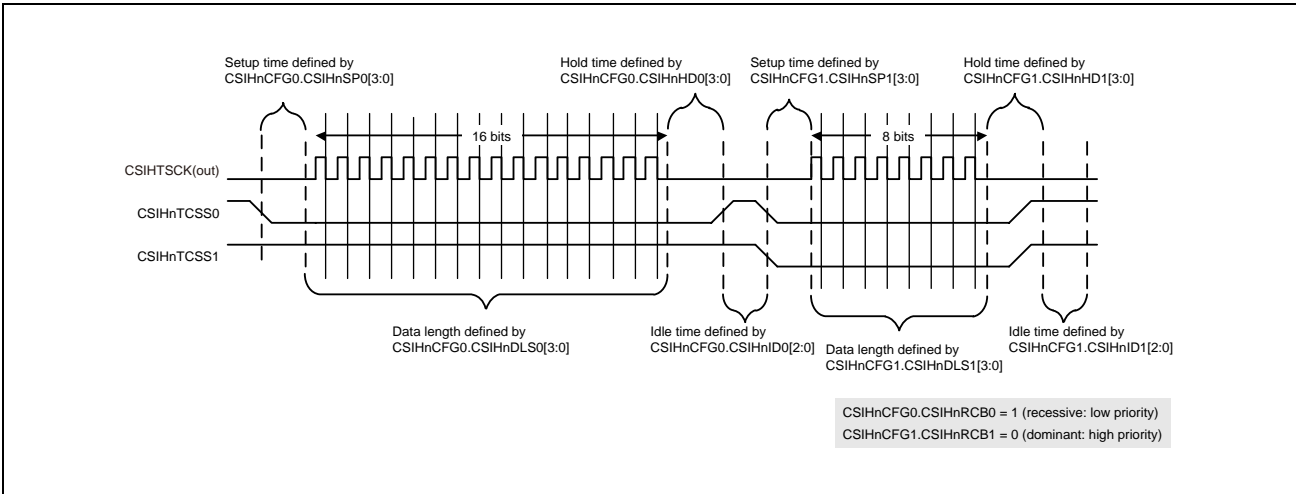 Setup time defined by
CSIHnCFG0.CSIHnSP0[3:0]
Hold time defined by
CSIHnCFG0.CSIHnHD0[3:0]
Setup time defined by
CSIHnCFG1.CSIHnSP1[3:0]
Hold time defined by
CSIHnCFG1.CSIHnHD1[3:0]
16 bits
8 bits
CSIHTSCK(out)
CSIHnTCSS0
CSIHnTCSS1
Data length defined by
CSIHnCFG0.CSIHnDLS0[3:0]
Idle time defined by
CSIHnCFG0.CSIHnID0[2:0]
Data length defined by
CSIHnCFG1.CSIHnDLS1[3:0]
Idle time defined by
CSIHnCFG1.CSIHnID1[2:0]
CSIHnCFG0.CSIHnRCB0 = 1 (recessive: low priority)
CSIHnCFG1.CSIHnRCB1 = 0 (dominant: high priority)